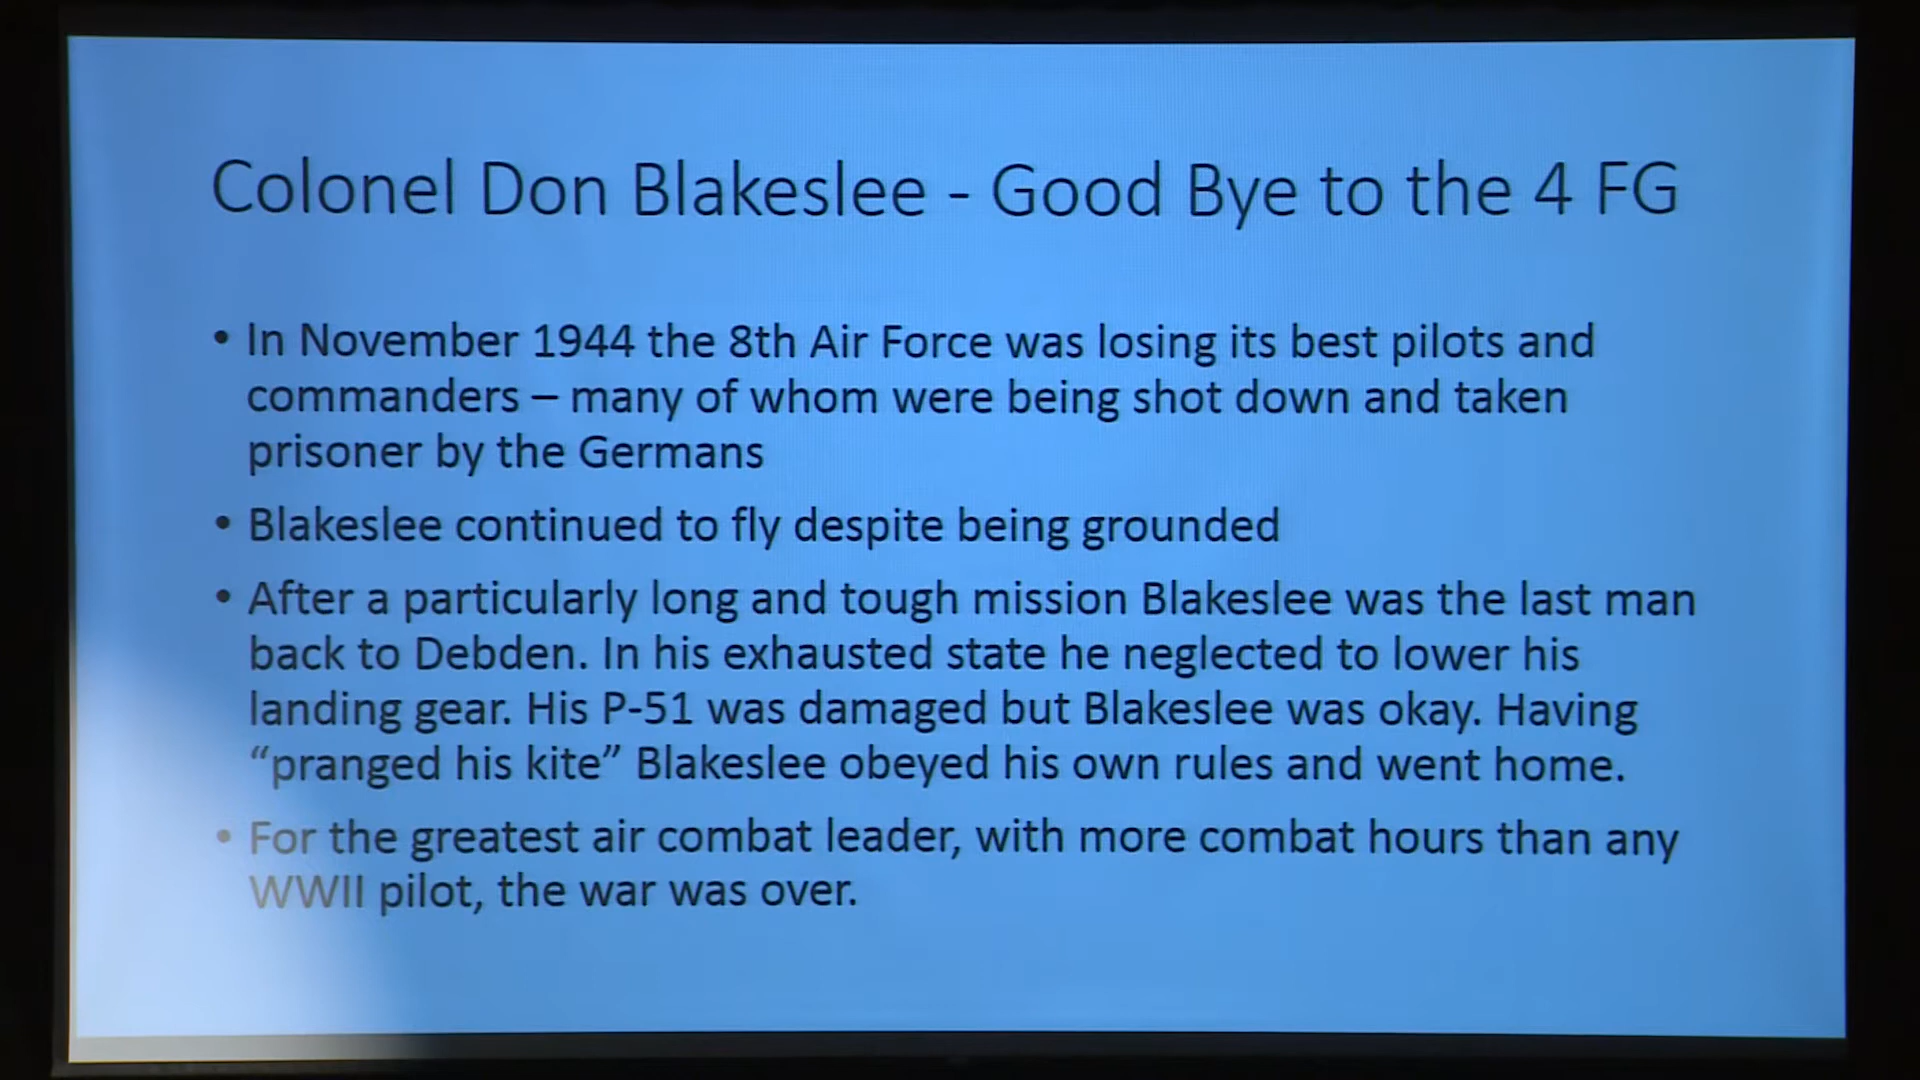 Colonel Don Blakeslee - Good Bye to the 4 FG
• In November 1944 the 8th Air Force was losing its best pilots and
commanders – many of whom were being shot down and taken
prisoner by the Germans
• Blakeslee continued to fly despite being grounded
• After a particularly long and tough mission Blakeslee was the last man
back to Debden. In his exhausted state he neglected to lower his
landing gear. His P-51 was damaged but Blakeslee was okay. Having
“pranged his kite” Blakeslee obeyed his own rules and went home.
• For the greatest air combat leader, with more combat hours than any
WWII pilot, the war was over.